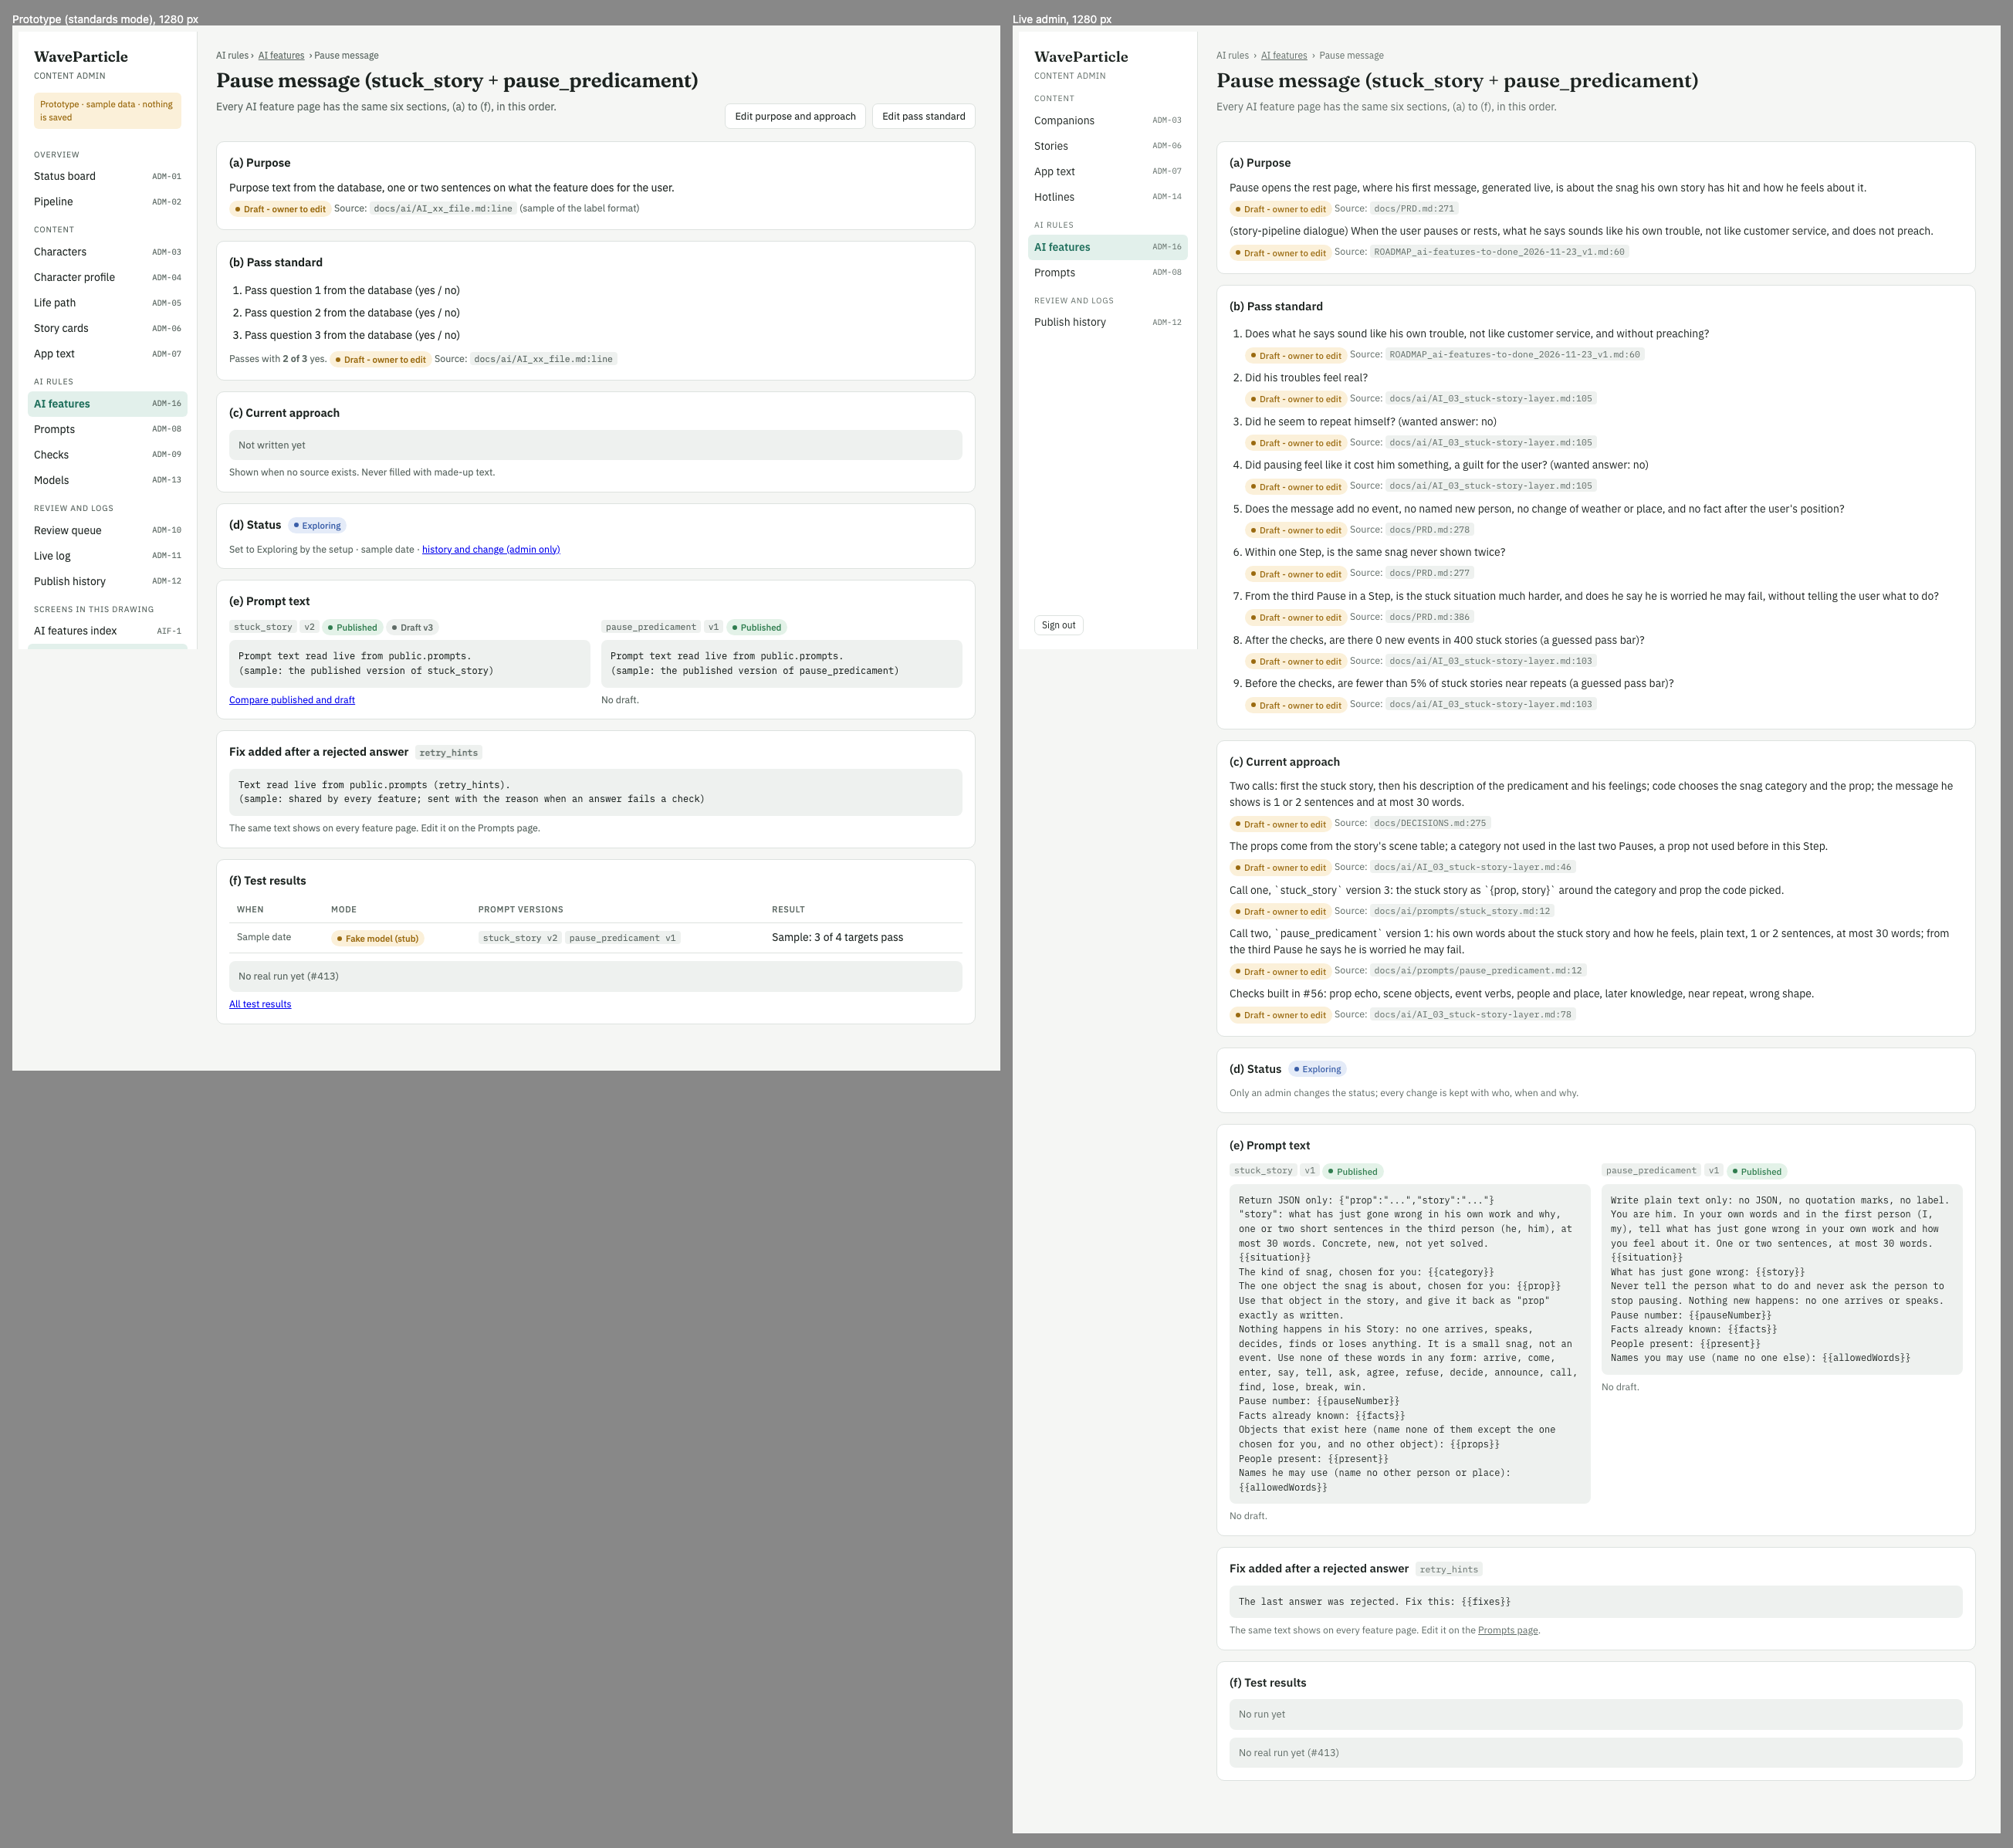 Prototype (standards mode), 1280 px
WaveParticle
CONTENT ADMIN
Prototype · sample data · nothing
is saved
OVERVIEW
Status board ADM-01
Pipeline ADM-02
CONTENT
Characters ADM-03
Character profile ADM-04
Life path ADM-05
Story cards ADM-06
App text ADM-07
AI RULES
AI features ADM-16
Prompts ADM-08
Checks ADM-09
Models ADM-13
REVIEW AND LOGS
Review queue ADM-10
Live log ADM-11
Publish history ADM-12
SCREENS IN THIS DRAWING
AI features index AIF-1
AI rules › AI features › Pause message
Pause message (stuck_story + pause_predicament)
Every AI feature page has the same six sections, (a) to (f), in this order.
Edit purpose and approach
Edit pass standard
(a) Purpose
Purpose text from the database, one or two sentences on what the feature does for the user.
Draft - owner to edit Source: docs/ai/AI_xx_file.md:line (sample of the label format)
(b) Pass standard
1. Pass question 1 from the database (yes / no)
2. Pass question 2 from the database (yes / no)
3. Pass question 3 from the database (yes / no)
Passes with 2 of 3 yes. Draft - owner to edit Source: docs/ai/AI_xx_file.md:line
(c) Current approach
Not written yet
Shown when no source exists. Never filled with made-up text.
(d) Status Exploring
Set to Exploring by the setup · sample date · history and change (admin only)
(e) Prompt text
stuck_story v2 Published Draft v3
Prompt text read live from public.prompts.
(sample: the published version of stuck_story)
Compare published and draft
pause_predicament v1 Published
Prompt text read live from public.prompts.
(sample: the published version of pause_predicament)
No draft.
Fix added after a rejected answer retry_hints
Text read live from public.prompts (retry_hints).
(sample: shared by every feature; sent with the reason when an answer fails a check)
The same text shows on every feature page. Edit it on the Prompts page.
(f) Test results
WHEN MODE PROMPT VERSIONS RESULT
Sample date Fake model (stub) stuck_story v2 pause_predicament v1 Sample: 3 of 4 targets pass
No real run yet (#413)
All test results
Live admin, 1280 px
WaveParticle
CONTENT ADMIN
CONTENT
Companions ADM-03
Stories ADM-06
App text ADM-07
Hotlines ADM-14
AI RULES
AI features ADM-16
Prompts ADM-08
REVIEW AND LOGS
Publish history ADM-12
Sign out
AI rules › AI features › Pause message
Pause message (stuck_story + pause_predicament)
Every AI feature page has the same six sections, (a) to (f), in this order.
(a) Purpose
Pause opens the rest page, where his first message, generated live, is about the snag his own story has hit and how he feels about it.
Draft - owner to edit Source: docs/PRD.md:271
(story-pipeline dialogue) When the user pauses or rests, what he says sounds like his own trouble, not like customer service, and does not preach.
Draft - owner to edit Source: ROADMAP_ai-features-to-done_2026-11-23_v1.md:60
(b) Pass standard
1. Does what he says sound like his own trouble, not like customer service, and without preaching?
Draft - owner to edit Source: ROADMAP_ai-features-to-done_2026-11-23_v1.md:60
2. Did his troubles feel real?
Draft - owner to edit Source: docs/ai/AI_03_stuck-story-layer.md:105
3. Did he seem to repeat himself? (wanted answer: no)
Draft - owner to edit Source: docs/ai/AI_03_stuck-story-layer.md:105
4. Did pausing feel like it cost him something, a guilt for the user? (wanted answer: no)
Draft - owner to edit Source: docs/ai/AI_03_stuck-story-layer.md:105
5. Does the message add no event, no named new person, no change of weather or place, and no fact after the user's position?
Draft - owner to edit Source: docs/PRD.md:278
6. Within one Step, is the same snag never shown twice?
Draft - owner to edit Source: docs/PRD.md:277
7. From the third Pause in a Step, is the stuck situation much harder, and does he say he is worried he may fail, without telling the user what to do?
Draft - owner to edit Source: docs/PRD.md:386
8. After the checks, are there 0 new events in 400 stuck stories (a guessed pass bar)?
Draft - owner to edit Source: docs/ai/AI_03_stuck-story-layer.md:103
9. Before the checks, are fewer than 5% of stuck stories near repeats (a guessed pass bar)?
Draft - owner to edit Source: docs/ai/AI_03_stuck-story-layer.md:103
(c) Current approach
Two calls: first the stuck story, then his description of the predicament and his feelings; code chooses the snag category and the prop; the message he
shows is 1 or 2 sentences and at most 30 words.
Draft - owner to edit Source: docs/DECISIONS.md:275
The props come from the story's scene table; a category not used in the last two Pauses, a prop not used before in this Step.
Draft - owner to edit Source: docs/ai/AI_03_stuck-story-layer.md:46
Call one, `stuck_story` version 3: the stuck story as `{prop, story}` around the category and prop the code picked.
Draft - owner to edit Source: docs/ai/prompts/stuck_story.md:12
Call two, `pause_predicament` version 1: his own words about the stuck story and how he feels, plain text, 1 or 2 sentences, at most 30 words; from
the third Pause he says he is worried he may fail.
Draft - owner to edit Source: docs/ai/prompts/pause_predicament.md:12
Checks built in #56: prop echo, scene objects, event verbs, people and place, later knowledge, near repeat, wrong shape.
Draft - owner to edit Source: docs/ai/AI_03_stuck-story-layer.md:78
(d) Status Exploring
Only an admin changes the status; every change is kept with who, when and why.
(e) Prompt text
stuck_story v1 Published
Return JSON only: {"prop":"...","story":"..."}
"story": what has just gone wrong in his own work and why,
one or two short sentences in the third person (he, him), at
most 30 words. Concrete, new, not yet solved.
{{situation}}
The kind of snag, chosen for you: {{category}}
The one object the snag is about, chosen for you: {{prop}}
Use that object in the story, and give it back as "prop"
exactly as written.
Nothing happens in his Story: no one arrives, speaks,
decides, finds or loses anything. It is a small snag, not an
event. Use none of these words in any form: arrive, come,
enter, say, tell, ask, agree, refuse, decide, announce, call,
find, lose, break, win.
Pause number: {{pauseNumber}}
Facts already known: {{facts}}
Objects that exist here (name none of them except the one
chosen for you, and no other object): {{props}}
People present: {{present}}
Names he may use (name no other person or place):
{{allowedWords}}
No draft.
pause_predicament v1 Published
Write plain text only: no JSON, no quotation marks, no label.
You are him. In your own words and in the first person (I,
my), tell what has just gone wrong in your own work and how
you feel about it. One or two sentences, at most 30 words.
{{situation}}
What has just gone wrong: {{story}}
Never tell the person what to do and never ask the person to
stop pausing. Nothing new happens: no one arrives or speaks.
Pause number: {{pauseNumber}}
Facts already known: {{facts}}
People present: {{present}}
Names you may use (name no one else): {{allowedWords}}
No draft.
Fix added after a rejected answer retry_hints
The last answer was rejected. Fix this: {{fixes}}
The same text shows on every feature page. Edit it on the Prompts page.
(f) Test results
No run yet
No real run yet (#413)